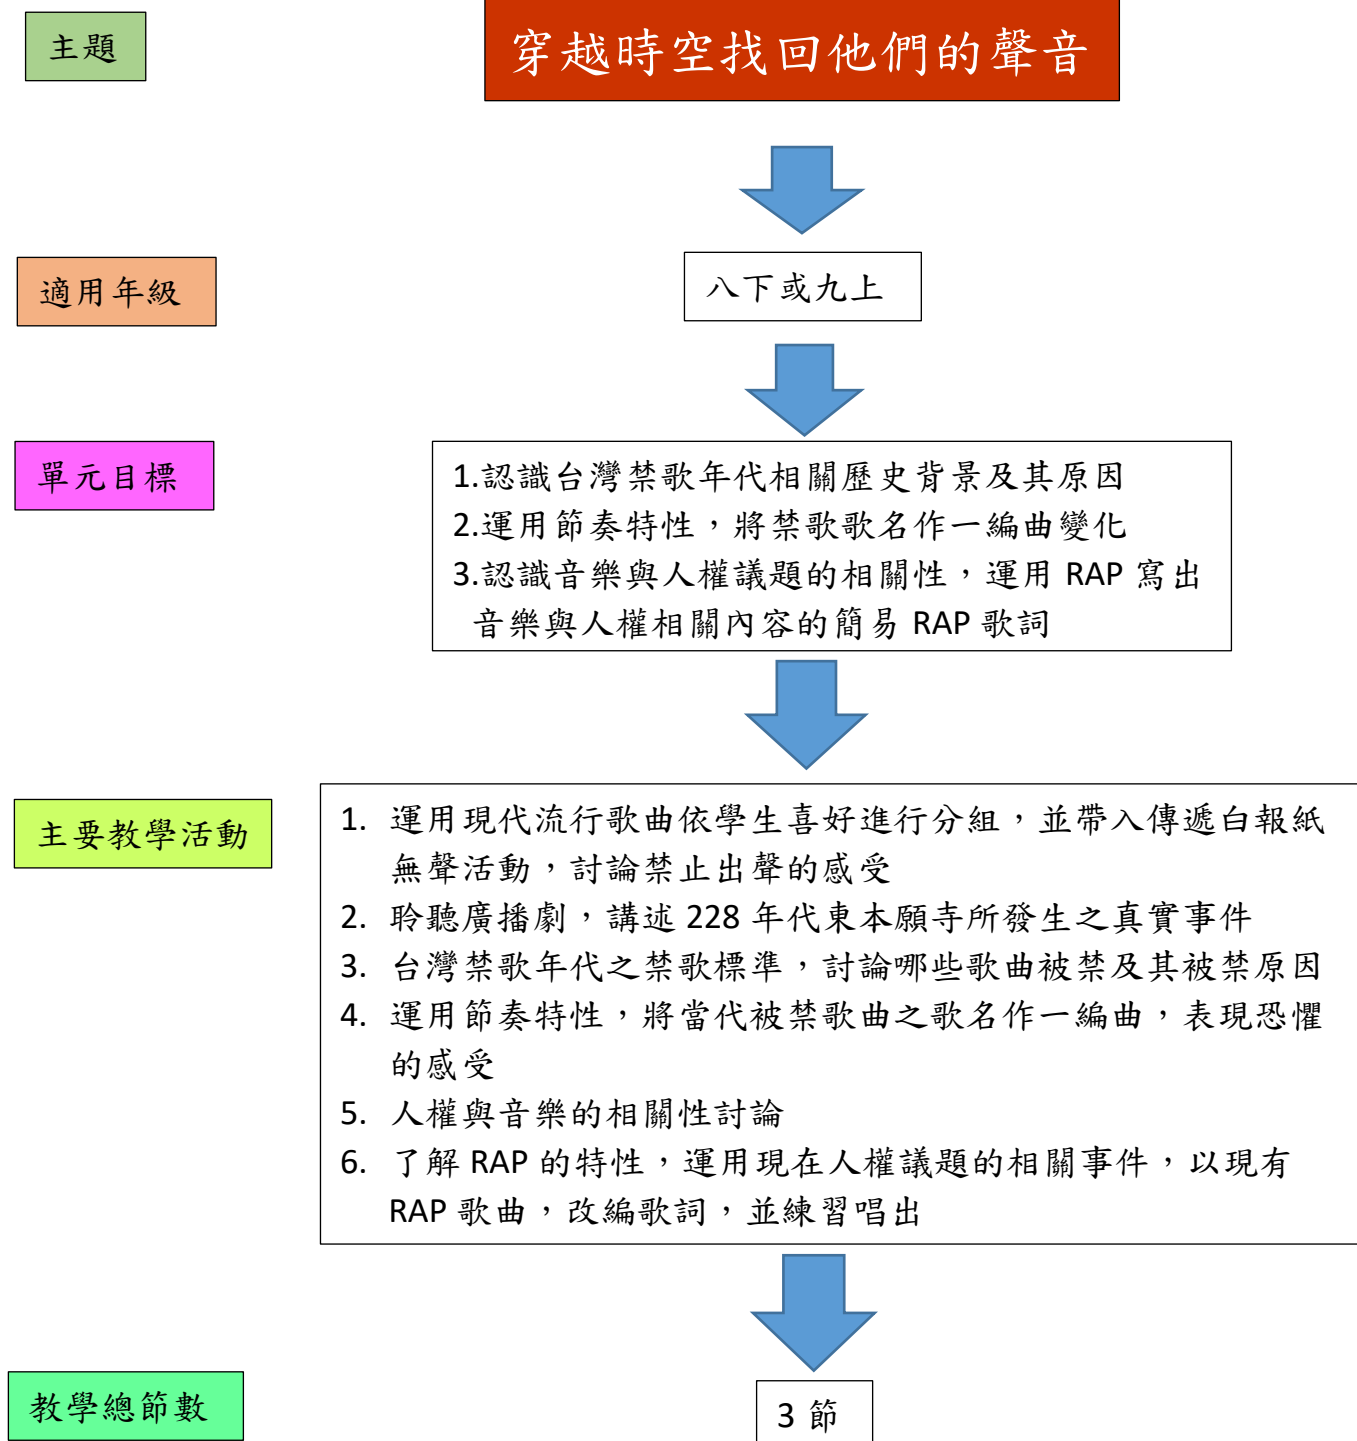 主題
穿越時空找回他們的聲音
適用年級
八下或九上
單元目標
1.認識台灣禁歌年代相關歷史背景及其原因
2.運用節奏特性，將禁歌歌名作一編曲變化
3.認識音樂與人權議題的相關性，運用 RAP 寫出
音樂與人權相關內容的簡易 RAP 歌詞
主要教學活動
1. 運用現代流行歌曲依學生喜好進行分組，並帶入傳遞白報紙
無聲活動，討論禁止出聲的感受
2. 聆聽廣播劇，講述 228 年代東本願寺所發生之真實事件
3. 台灣禁歌年代之禁歌標準，討論哪些歌曲被禁及其被禁原因
4. 運用節奏特性，將當代被禁歌曲之歌名作一編曲，表現恐懼
的感受
5. 人權與音樂的相關性討論
6. 了解 RAP 的特性，運用現在人權議題的相關事件，以現有
RAP 歌曲，改編歌詞，並練習唱出
教學總節數
3 節